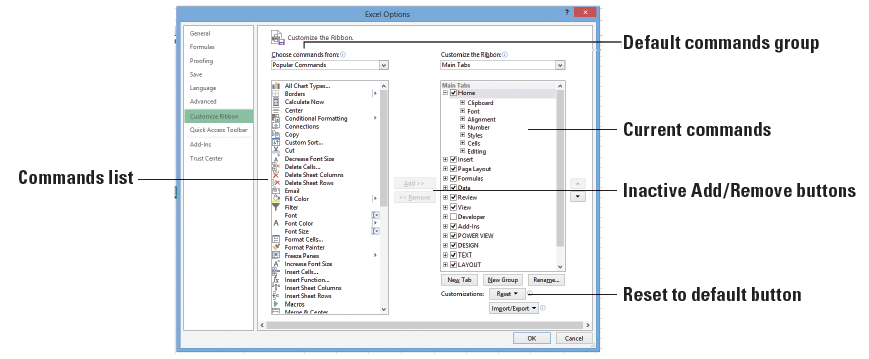 Excel Options
? ×
General
Formulas
Proofing
Save
Language
Advanced
Customize Ribbon
Quick Access Toolbar
Add-Ins
Trust Center
Customize the Ribbon.
Choose commands from:
Popular Commands
All Chart Types...
Borders
Calculate Now
Center
Conditional Formatting
Connections
Copy
Custom Sort...
Cut
Decrease Font Size
Delete Cells...
Delete Sheet Columns
Delete Sheet Rows
Email
Fill Color
Filter
Font
Font Color
Font Size
Format Cells...
Format Painter
Freeze Panes
Increase Font Size
Insert Cells...
Insert Function...
Insert Sheet Columns
Insert Sheet Rows
Macros
Merge & Center
Add >>
<< Remove
Customize the Ribbon:
Main Tabs
Main Tabs
Home
Clipboard
Font
Alignment
Number
Styles
Cells
Editing
Insert
Page Layout
Formulas
Data
Review
View
Developer
Add-Ins
POWER VIEW
DESIGN
TEXT
LAYOUT
New Tab
New Group
Rename...
Customizations:
Reset
Import/Export
OK
Cancel
Commands list
Default commands group
Current commands
Inactive Add/Remove buttons
Reset to default button